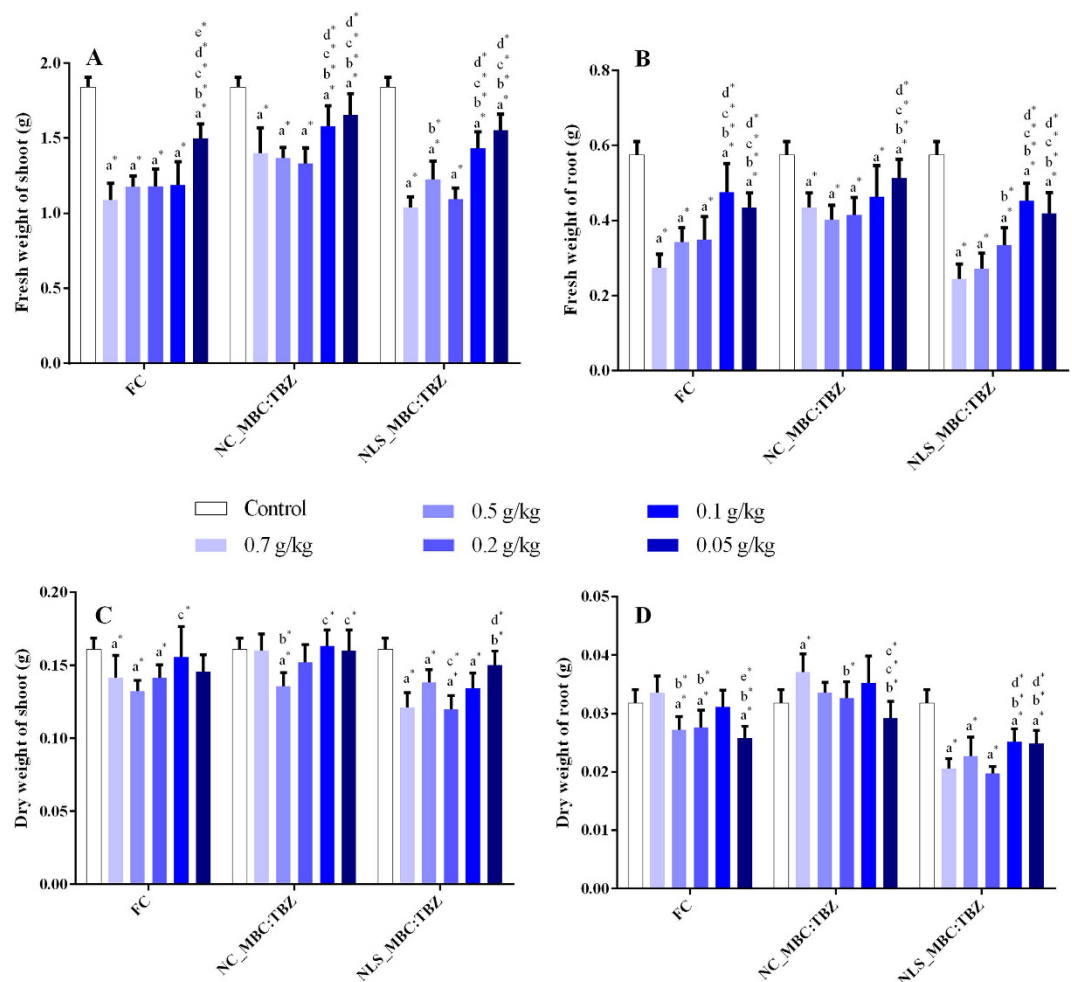 A
Fresh weight of shoot (g)
2.0
1.5
1.0
0.5
0.0
a*
a*
a*
a*
e*
d*
c*
b*
a*
a*
a*
a*
d*
c*
b*
a*
d*
c*
b*
a*
a*
b*
a*
a*
d*
c*
b*
a*
d*
c*
b*
a*
FC
NC_MBC:TBZ
NLS_MBC:TBZ
B
Fresh weight of root (g)
0.8
0.6
0.4
0.2
0.0
a*
a*
a*
d*
c*
b*
a*
d*
c*
b*
a*
a*
a*
a*
a*
d*
c*
b*
a*
a*
a*
b*
a*
d*
c*
b*
a*
d*
c*
b*
a*
FC
NC_MBC:TBZ
NLS_MBC:TBZ
Control
0.7 g/kg
0.5 g/kg
0.2 g/kg
0.1 g/kg
0.05 g/kg
C
Dry weight of shoot (g)
0.20
0.15
0.10
0.05
0.00
a*
a*
a*
c*
b*
a*
c*
c*
a*
a*
c*
a*
a*
d*
b*
FC
NC_MBC:TBZ
NLS_MBC:TBZ
D
Dry weight of root (g)
0.05
0.04
0.03
0.02
0.01
0.00
b*
a*
b*
a*
e*
b*
a*
a*
b*
e*
c*
b*
a*
a*
a*
a*
d*
b*
a*
d*
b*
a*
FC
NC_MBC:TBZ
NLS_MBC:TBZ